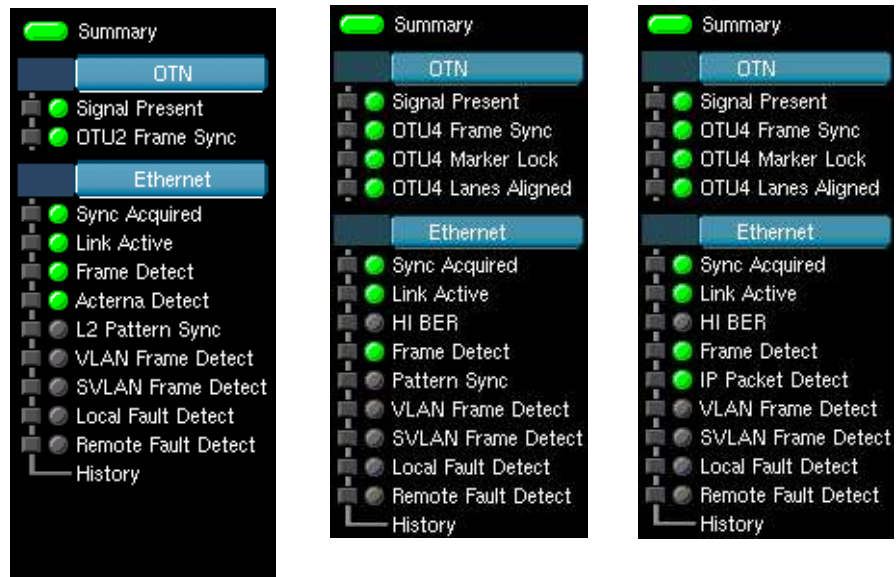 Summary
OTN
Signal Present
OTU2 Frame Sync
Ethernet
Sync Acquired
Link Active
Frame Detect
Acterna Detect
L2 Pattern Sync
VLAN Frame Detect
SVLAN Frame Detect
Local Fault Detect
Remote Fault Detect
History
Summary
OTN
Signal Present
OTU4 Frame Sync
OTU4 Marker Lock
OTU4 Lanes Aligned
Ethernet
Sync Acquired
Link Active
HI BER
Frame Detect
Pattern Sync
VLAN Frame Detect
SVLAN Frame Detect
Local Fault Detect
Remote Fault Detect
History
Summary
OTN
Signal Present
OTU4 Frame Sync
OTU4 Marker Lock
OTU4 Lanes Aligned
Ethernet
Sync Acquired
Link Active
HI BER
Frame Detect
IP Packet Detect
VLAN Frame Detect
SVLAN Frame Detect
Local Fault Detect
Remote Fault Detect
History